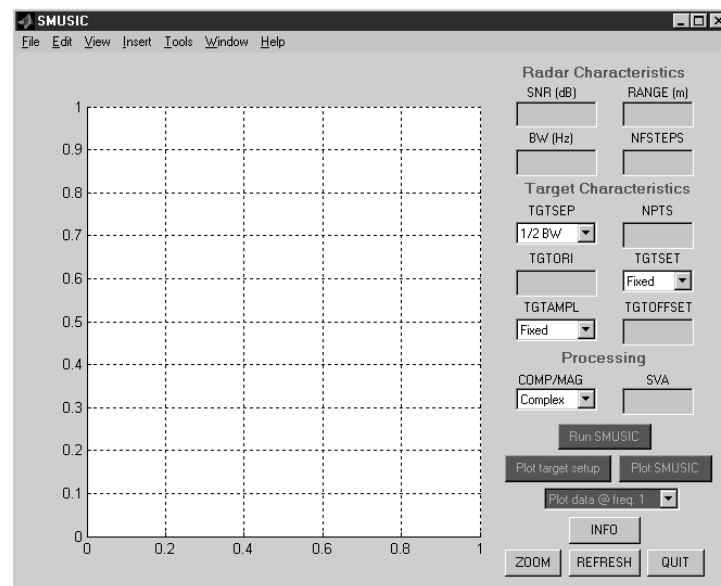 SMUSIC
File Edit View Insert Tools Window Help
Radar Characteristics
SNR (dB) RANGE (m)
BW (Hz) NFSTEPS
Target Characteristics
TGTSEP NPTS
1/2 BW
TGTORI TGTSET
Fixed
TGTAMPL TGTOFFSET
Fixed
Processing
COMP/MAG SVA
Complex
Run SMUSIC
Plot target setup Plot SMUSIC
Plot data @ freq. 1
INFO
ZOOM REFRESH QUIT
1
0.9
0.8
0.7
0.6
0.5
0.4
0.3
0.2
0.1
0
0 0.2 0.4 0.6 0.8 1